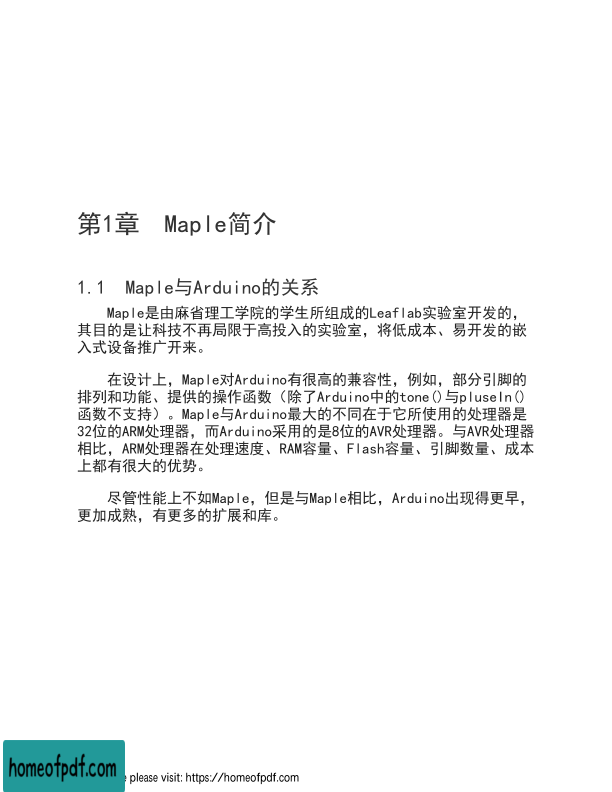 第1章　Maple简介
1.1　Maple与Arduino的关系
Maple是由麻省理工学院的学生所组成的Leaflab实验室开发的，
其目的是让科技不再局限于高投入的实验室，将低成本、易开发的嵌
入式设备推广开来。
在设计上，Maple对Arduino有很高的兼容性，例如，部分引脚的
排列和功能、提供的操作函数（除了Arduino中的tone()与pluseIn()
函数不支持）。Maple与Arduino最大的不同在于它所使用的处理器是
32位的ARM处理器，而Arduino采用的是8位的AVR处理器。与AVR处理器
相比，ARM处理器在处理速度、RAM容量、Flash容量、引脚数量、成本
上都有很大的优势。
尽管性能上不如Maple，但是与Maple相比，Arduino出现得更早，
更加成熟，有更多的扩展和库。
homeofpdf.com
please visit: https://homeofpdf.com